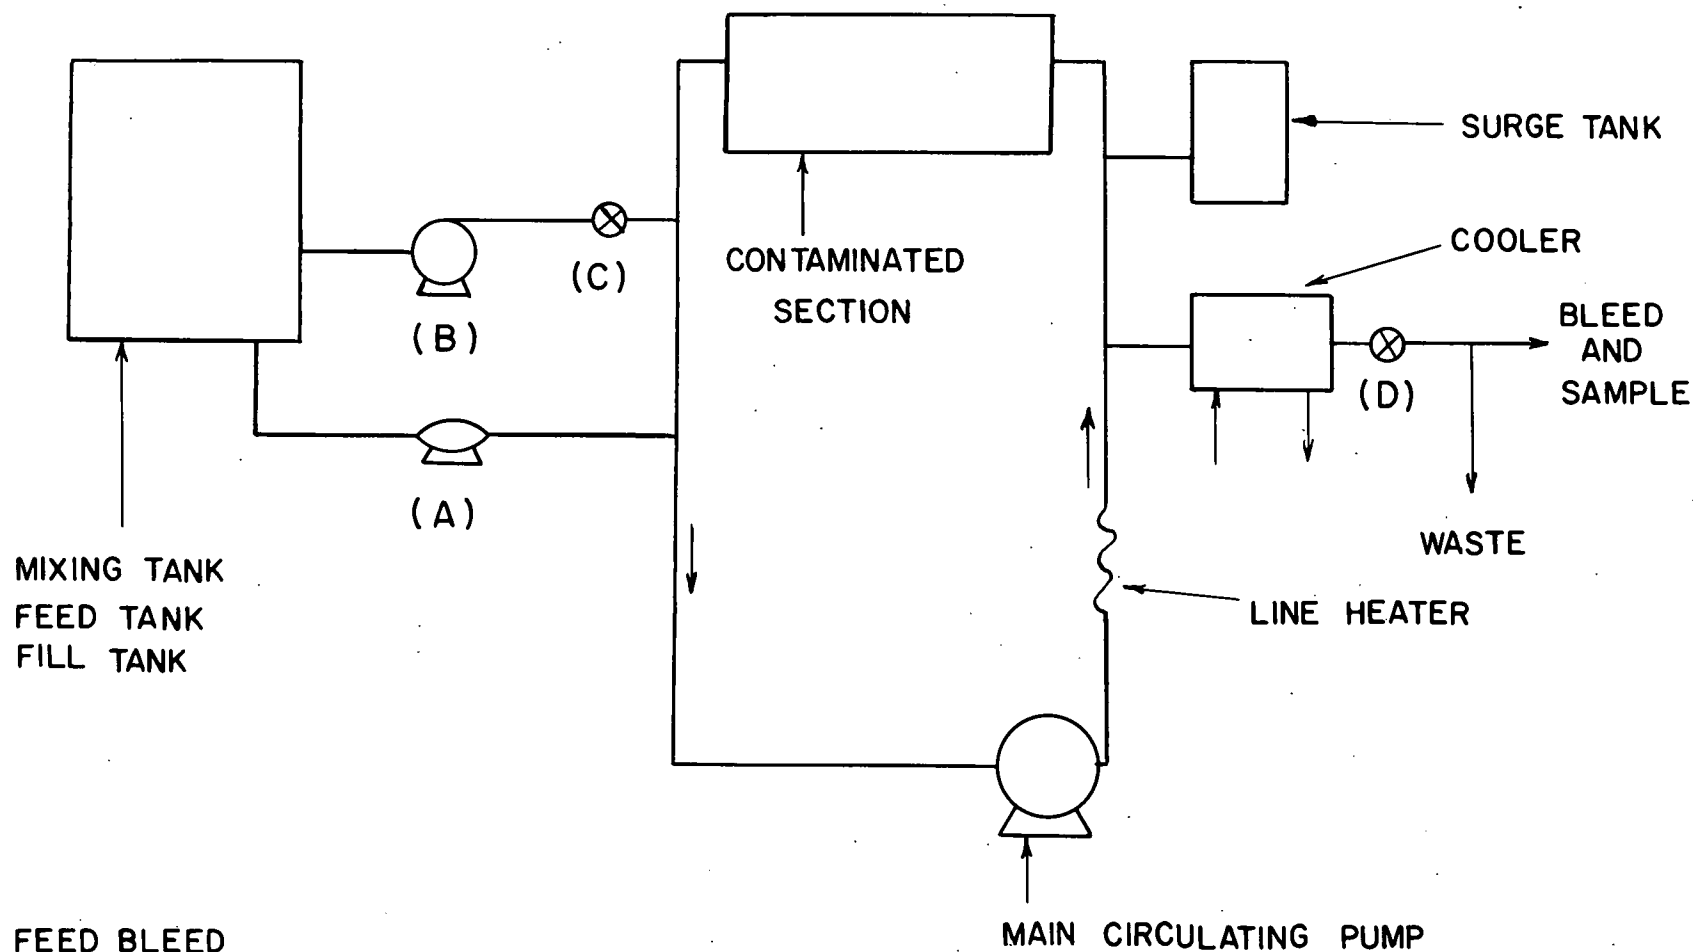 SURGE TANK
COOLER
CONTAMINATED
SECTION
(C)
(B)
BLEED
AND
SAMPLE
(D)
(A)
WASTE
MIXING TANK
FEED TANK
FILL TANK
LINE HEATER
MAIN CIRCULATING PUMP
FEED BLEED